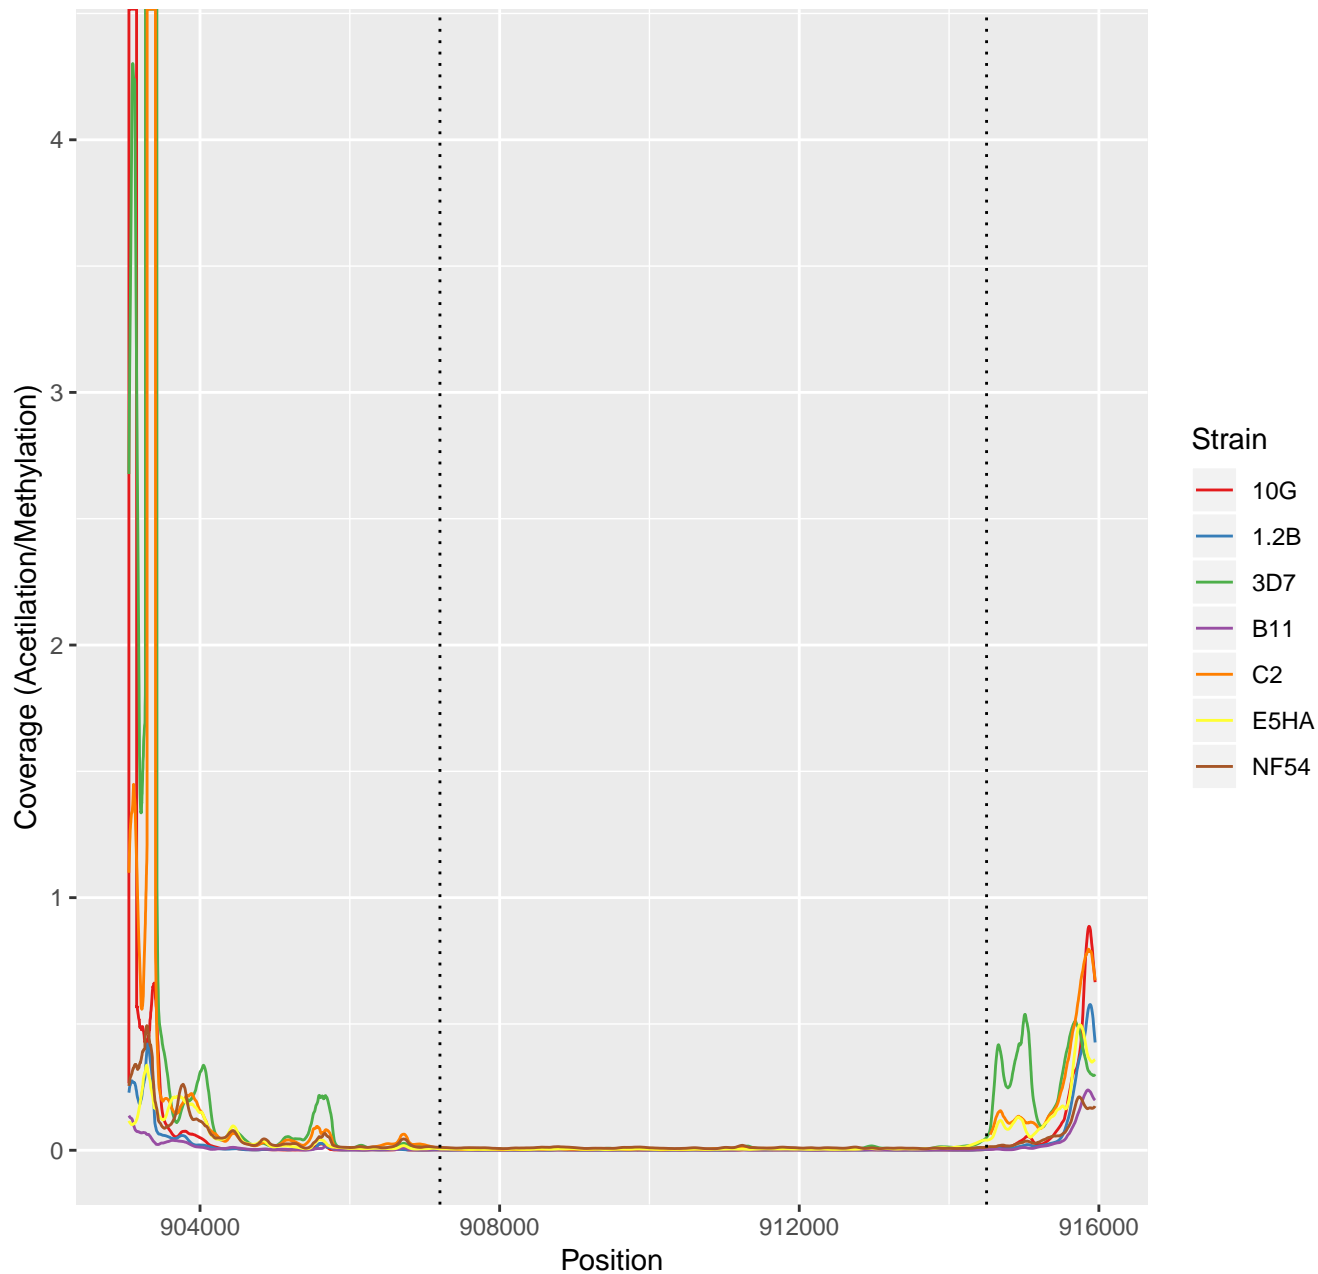 4
3
2
1
0
Coverage (Acetilation/Methylation)
904000
908000
912000
916000
Position
Strain
10G
1.2B
3D7
B11
C2
E5HA
NF54